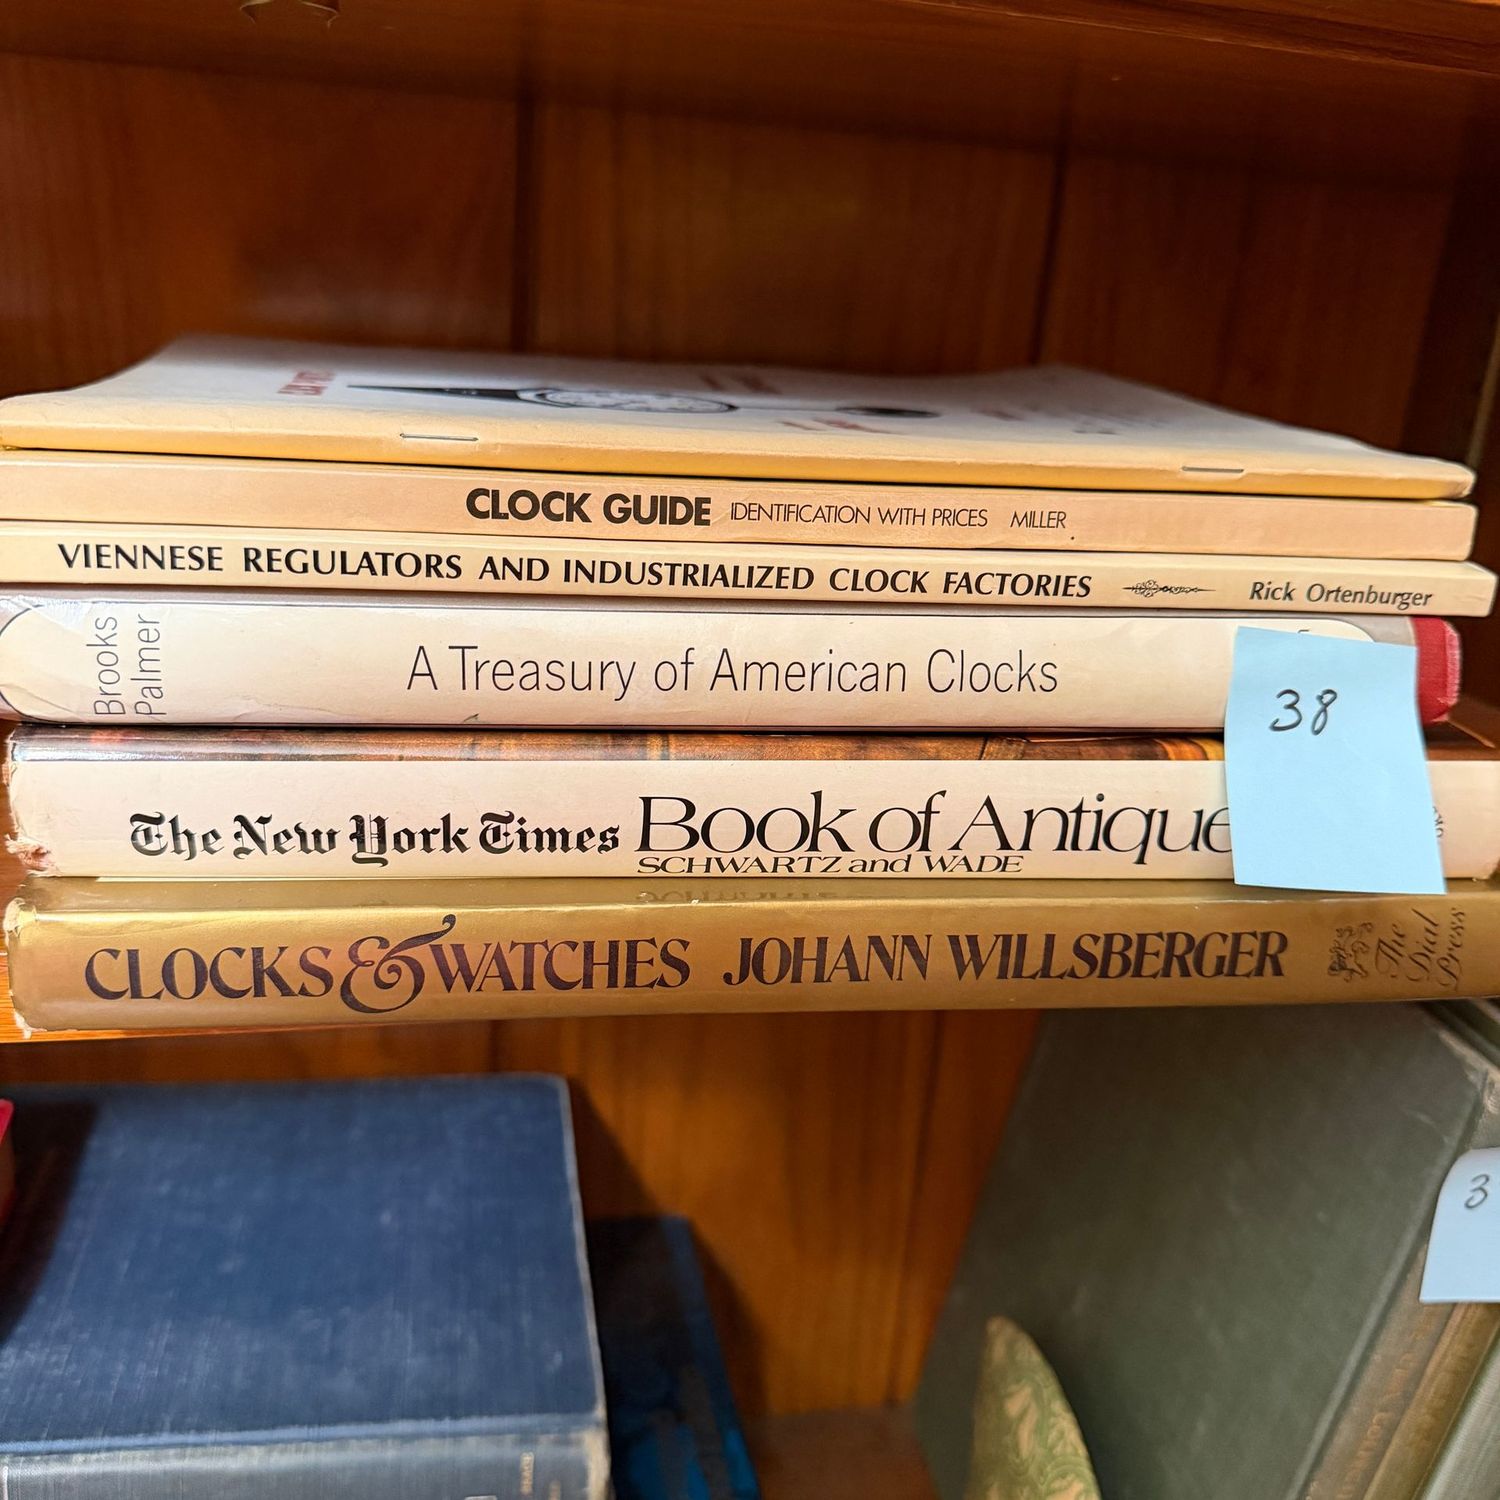 CLOCK GUIDE IDENTIFICATION WITH PRICES MILLER
VIENNESE REGULATORS AND INDUSTRIALIZED CLOCK FACTORIES Rick Ortenburger
Brooks
Palmer
A Treasury of American Clocks
38
The New York Times Book of Antique
SCHWARTZ and WADE
CLOCKS & WATCHES JOHANN WILLSBERGER
The
Dial
Press
3